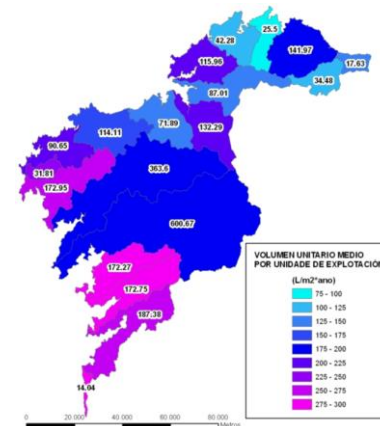 25.5
42.28
141.97
115.96
17.63
34.48
87.01
71.89
114.11
132.29
90.65
363.6
31.81
172.95
600.67
172.27
172.75
187.38
14.04
VOLUMEN UNITARIO MEDIO
POR UNIDADE DE EXPLOTACIÓN
(L/m2*ano)
75 - 100
100 - 125
125 - 150
150 - 175
175 - 200
200 - 225
225 - 250
250 - 275
275 - 300
0 20.000 40.000 60.000 80.000
Metros